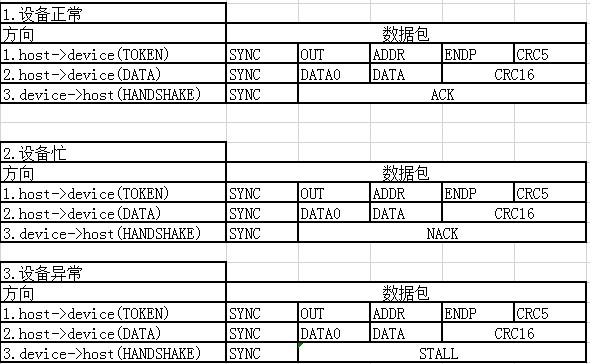 1.设备正常
方向 数据包
1.host->device(TOKEN) SYNC OUT ADDR ENDP CRC5
2.host->device(DATA) SYNC DATA0 DATA CRC16
3.device->host(HANDSHAKE) SYNC ACK
2.设备忙
方向 数据包
1.host->device(TOKEN) SYNC OUT ADDR ENDP CRC5
2.host->device(DATA) SYNC DATA0 DATA CRC16
3.device->host(HANDSHAKE) SYNC NACK
3.设备异常
方向 数据包
1.host->device(TOKEN) SYNC OUT ADDR ENDP CRC5
2.host->device(DATA) SYNC DATA0 DATA CRC16
3.device->host(HANDSHAKE) SYNC STALL